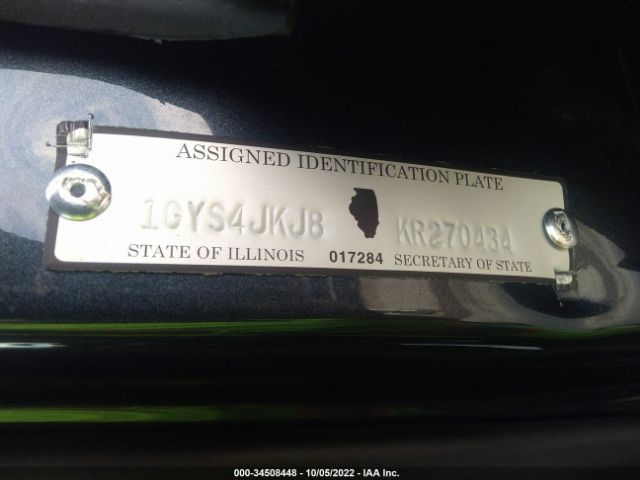 ASSIGNED IDENTIFICATION PLATE
1GYS4JKJ8 KR270434
STATE OF ILLINOIS 017284 SECRETARY OF STATE
000-34508448 - 10/05/2022 - IAA Inc.